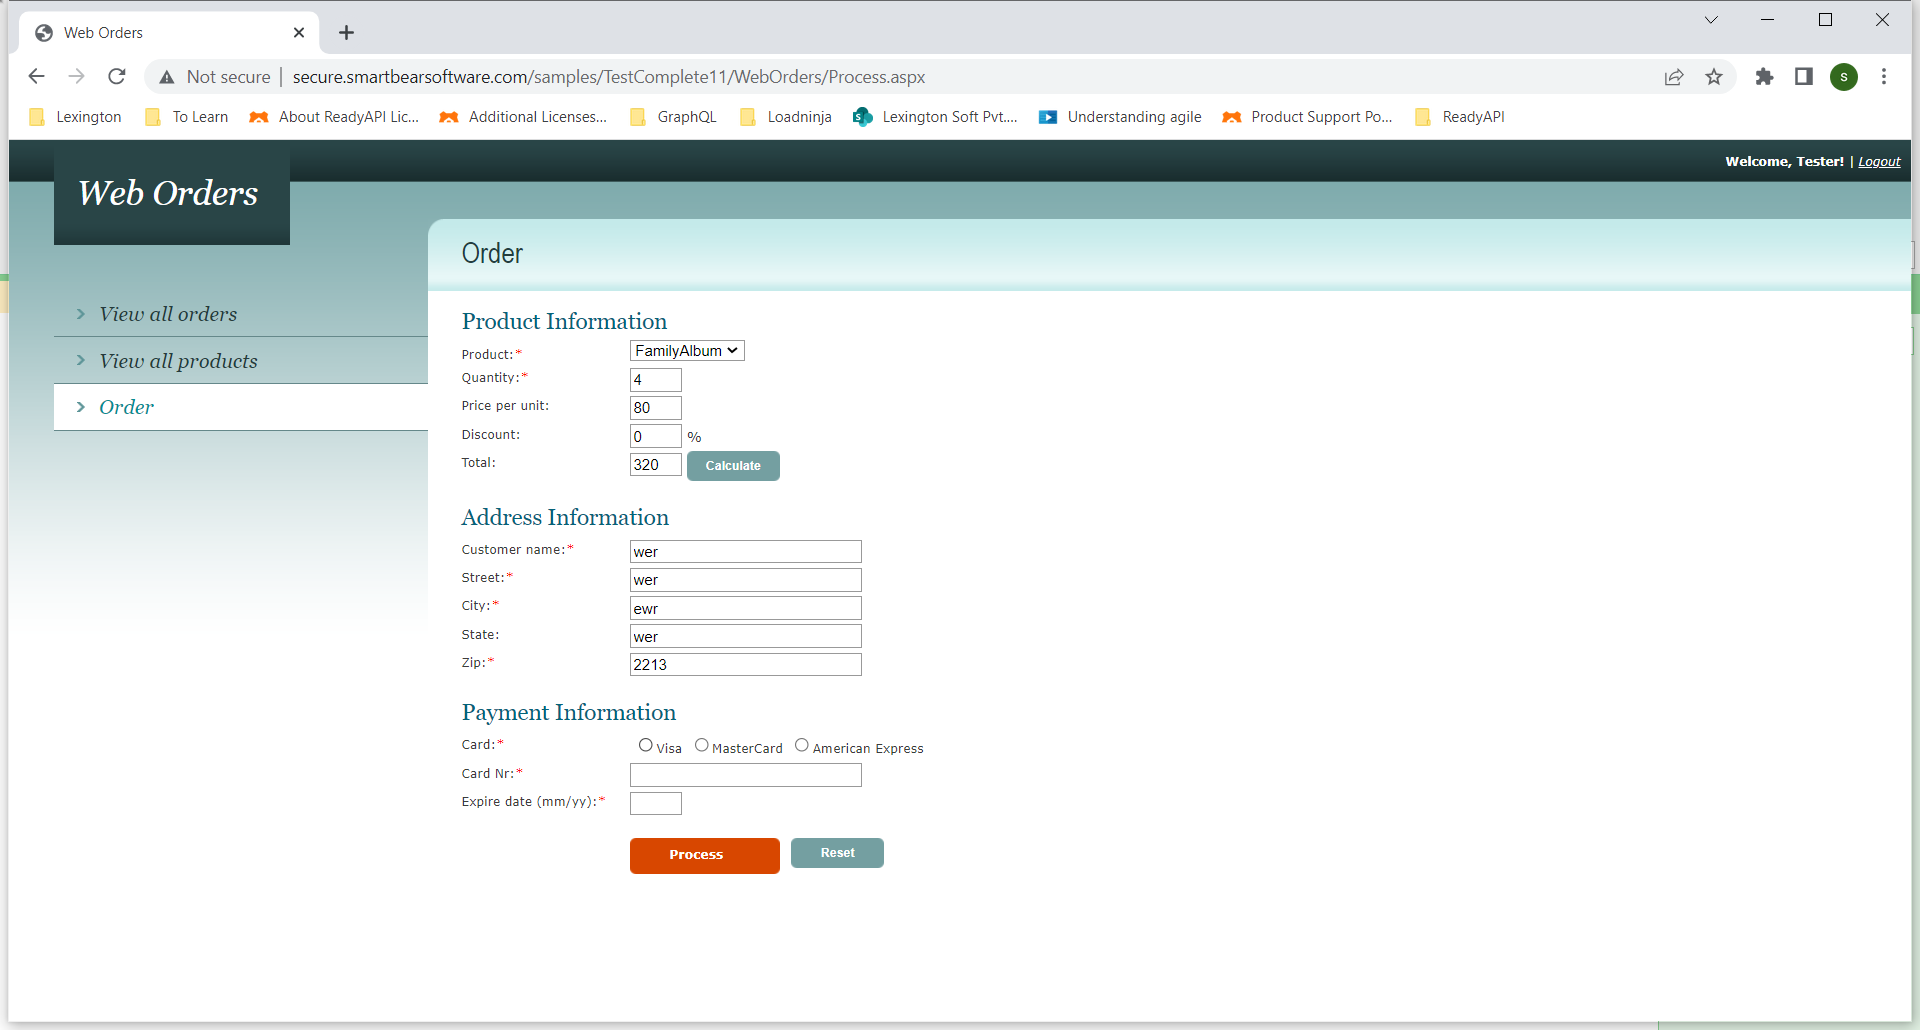 Web Orders
Not secure | secure.smartbearsoftware.com/samples/TestComplete11/WebOrders/Process.aspx
S
Lexington To Learn About ReadyAPI Lic... Additional Licenses... GraphQL Loadninja Lexington Soft Pvt.... Understanding agile Product Support Po... ReadyAPI
Welcome, Tester! | Logout
Web Orders
Order
View all orders
View all products
Order
Product Information
Product:* FamilyAlbum
Quantity:* 4
Price per unit: 80
Discount: 0 %
Total: 320 Calculate
Address Information
Customer name:* wer
Street:* wer
City:* ewr
State: wer
Zip:* 2213
Payment Information
Card:* Visa MasterCard American Express
Card Nr:*
Expire date (mm/yy):*
Process Reset